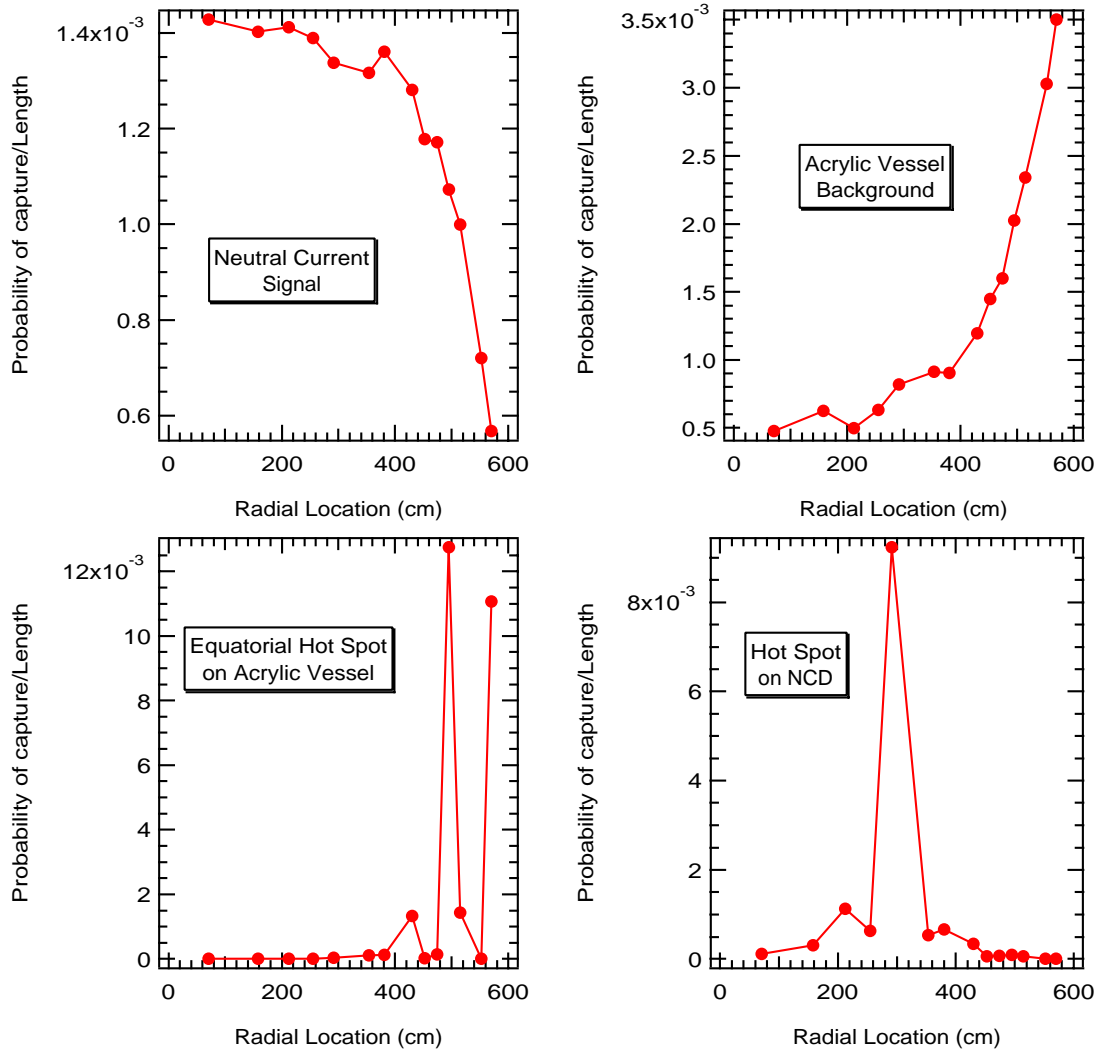 Probability of capture/Length
1.4x10^-3
1.2
1.0
0.8
0.6
Neutral Current
Signal
0
200
400
600
Radial Location (cm)
Probability of capture/Length
3.5x10^-3
3.0
2.5
2.0
1.5
1.0
0.5
Acrylic Vessel
Background
0
200
400
600
Radial Location (cm)
Probability of capture/Length
12x10^-3
10
8
6
4
2
0
Equatorial Hot Spot
on Acrylic Vessel
0
200
400
600
Radial Location (cm)
Probability of capture/Length
8x10^-3
6
4
2
0
Hot Spot
on NCD
0
200
400
600
Radial Location (cm)